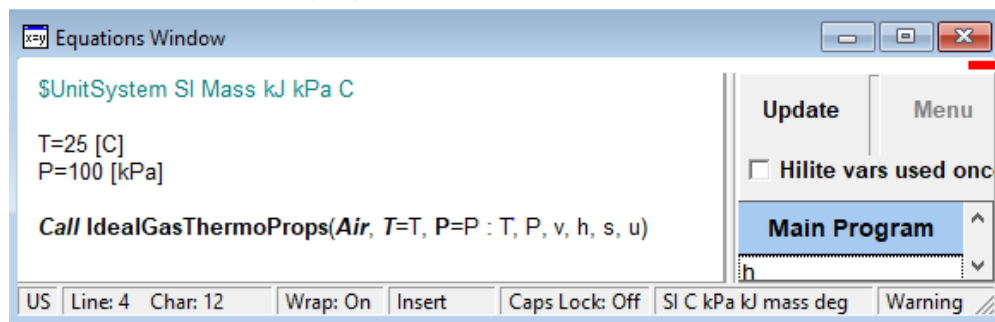 x=y Equations Window
$UnitSystem SI Mass kJ kPa C
T=25 [C]
P=100 [kPa]
Call IdealGasThermoProps(Air, T=T, P=P : T, P, v, h, s, u)
Update Menu
Hilite vars used onc
Main Program
h
US Line: 4 Char: 12 Wrap: On Insert Caps Lock: Off SI C kPa kJ mass deg Warning